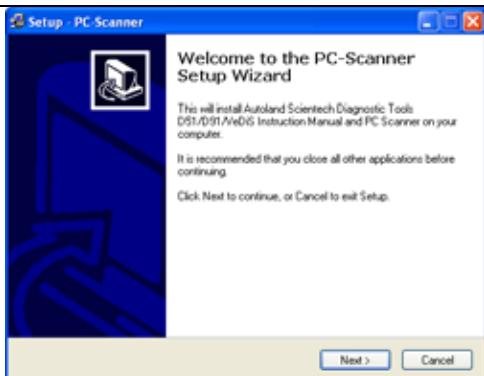 Setup - PC-Scanner
Welcome to the PC-Scanner
Setup Wizard
This will install Autoland Scientech Diagnostic Tools
DS1/D91/VeDiS Instruction Manual and PC Scanner on your
computer.
It is recommended that you close all other applications before
continuing.
Click Next to continue, or Cancel to exit Setup.
Next >
Cancel